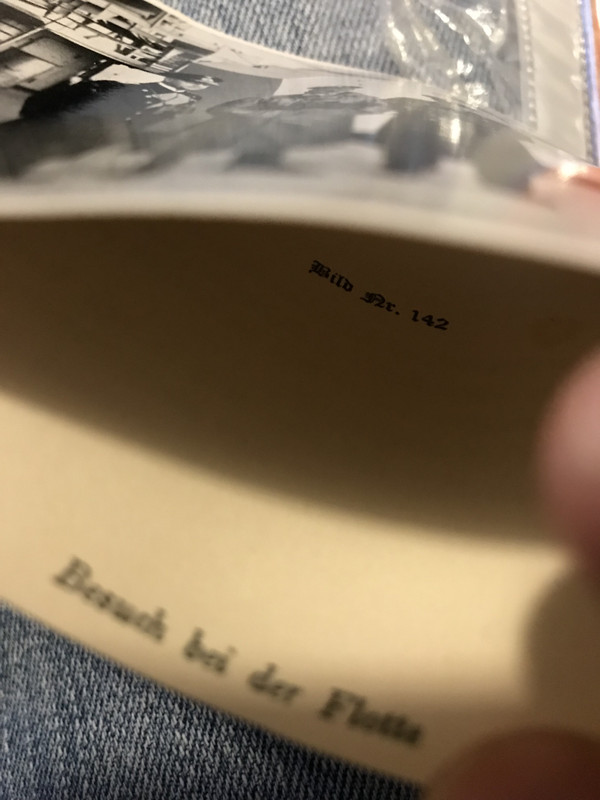 Bild Nr. 142
Besuch bei der Flotte